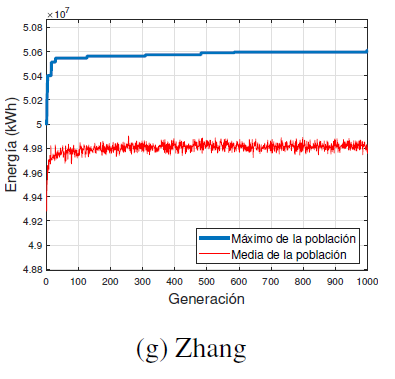 ×10⁷
5.08
5.06
5.04
5.02
5
4.98
4.96
4.94
4.92
4.9
4.88
Energía (kWh)
Máximo de la población
Media de la población
0 100 200 300 400 500 600 700 800 900 1000
Generación
(g) Zhang